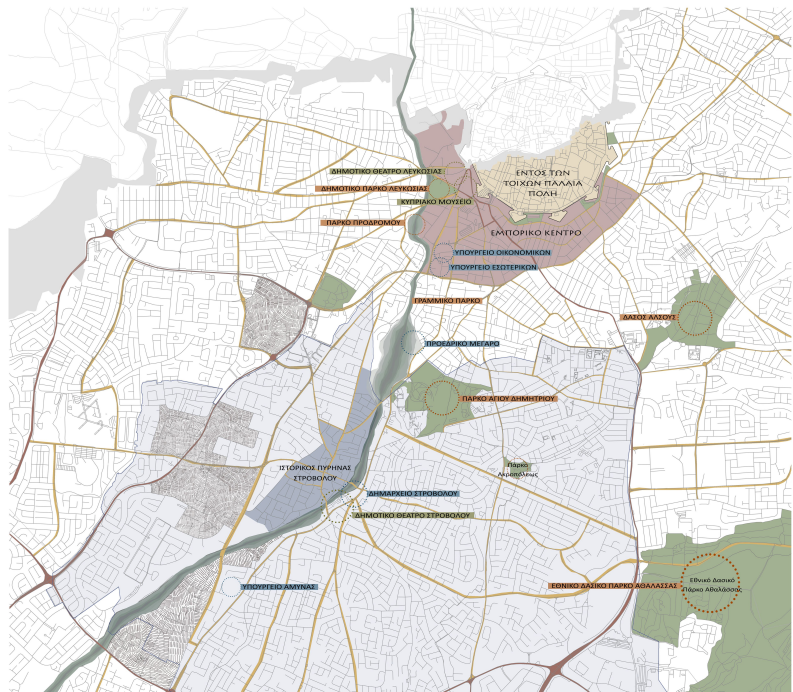 ΔΗΜΟΤΙΚΟ ΘΕΑΤΡΟ ΛΕΥΚΩΣΙΑΣ
ΕΝΤΟΣ ΤΩΝ
ΤΟΙΧΩΝ ΠΑΛΑΙΑ
ΠΟΛΗ
ΔΗΜΟΤΙΚΟ ΠΑΡΚΟ ΛΕΥΚΩΣΙΑΣ
ΚΥΠΡΙΑΚΟ ΜΟΥΣΕΙΟ
ΠΑΡΚΟ ΠΡΟΔΡΟΜΟΥ
ΕΜΠΟΡΙΚΟ ΚΕΝΤΡΟ
ΥΠΟΥΡΓΕΙΟ ΟΙΚΟΝΟΜΙΚΩΝ
ΥΠΟΥΡΓΕΙΟ ΕΣΩΤΕΡΙΚΩΝ
ΓΡΑΜΜΙΚΟ ΠΑΡΚΟ
ΔΑΣΟΣ ΑΛΣΟΥΣ
ΠΡΟΕΔΡΙΚΟ ΜΕΓΑΡΟ
ΠΑΡΚΟ ΑΓΙΟΥ ΔΗΜΗΤΡΙΟΥ
Πάρκο
Ακροπόλεως
ΙΣΤΟΡΙΚΟΣ ΠΥΡΗΝΑΣ
ΣΤΡΟΒΟΛΟΥ
ΔΗΜΑΡΧΕΙΟ ΣΤΡΟΒΟΛΟΥ
ΔΗΜΟΤΙΚΟ ΘΕΑΤΡΟ ΣΤΡΟΒΟΛΟΥ
ΥΠΟΥΡΓΕΙΟ ΑΜΥΝΑΣ
ΕΘΝΙΚΟ ΔΑΣΙΚΟ ΠΑΡΚΟ ΑΘΑΛΑΣΣΑΣ
Εθνικό Δασικό
Πάρκο Αθαλάσσας